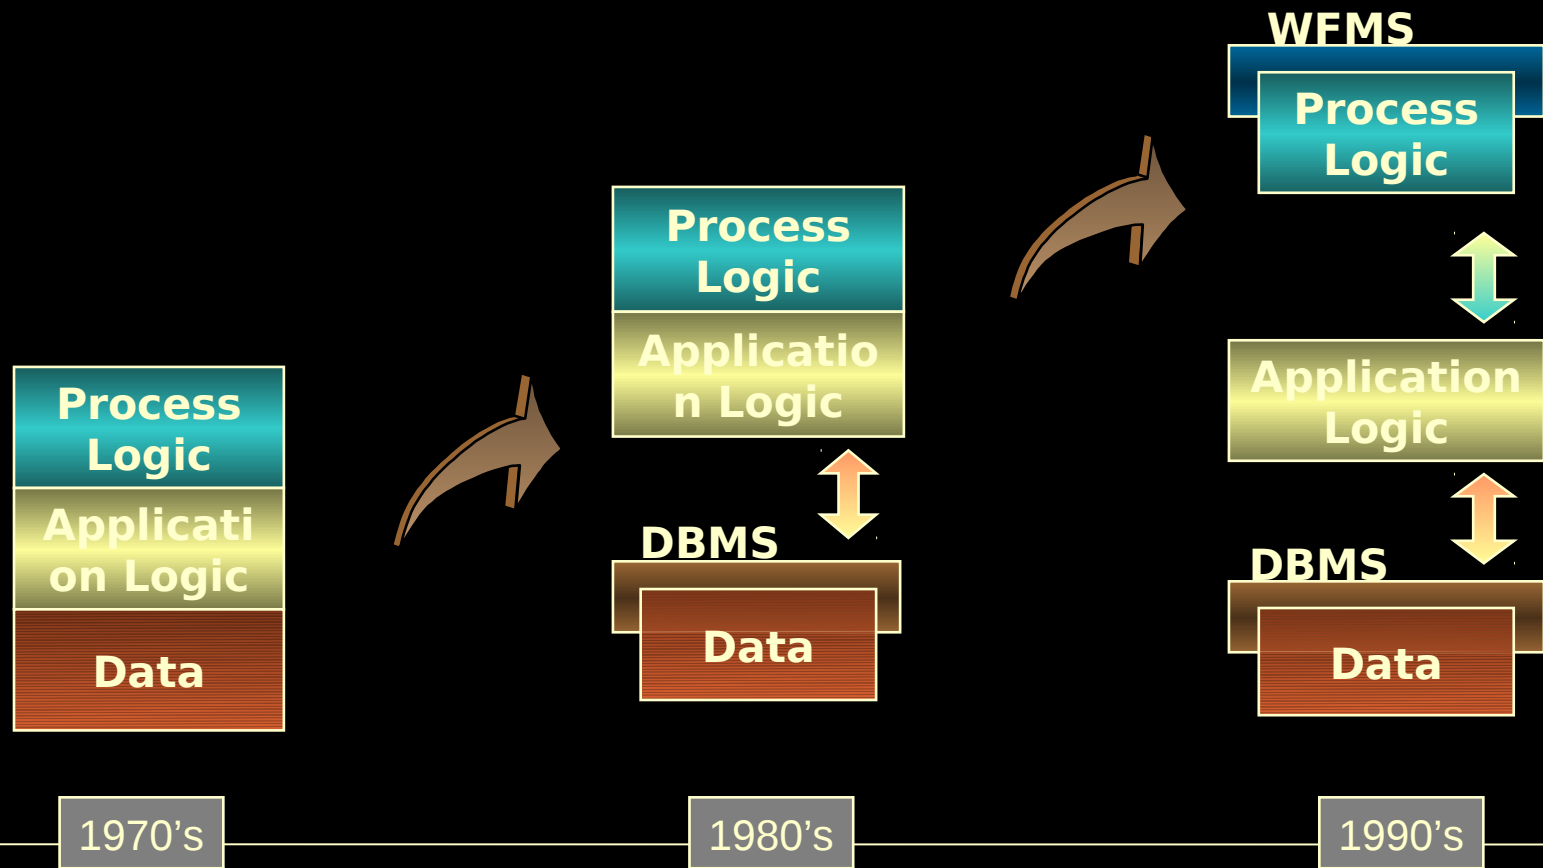 Process
Logic
Applicati
on Logic
Data
1970’s
Process
Logic
Applicatio
n Logic
DBMS
Data
1980’s
WFMS
Process
Logic
Application
Logic
DBMS
Data
1990’s